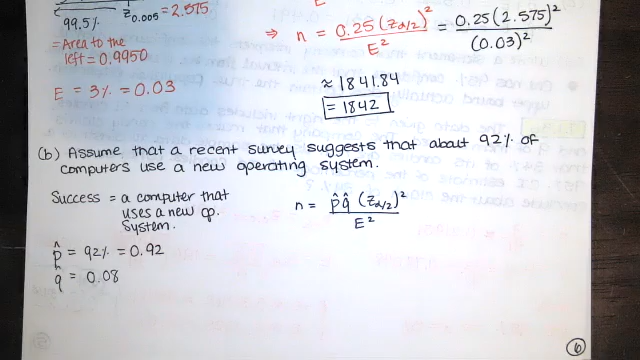 99.5% z0.005 = 2.575
= Area to the
left = 0.9950
E = 3% = 0.03
E
⇒ n = 0.25 (zα/2)² / E² = 0.25 (2.575)² / (0.03)²
≈ 1841.84
= 1842
(b) Assume that a recent survey suggests that about 92% of
computers use a new operating system.
Success = a computer that
uses a new op.
System.
p̂ = 92% = 0.92
q̂ = 0.08
n = p̂ q̂ (zα/2)² / E²
6